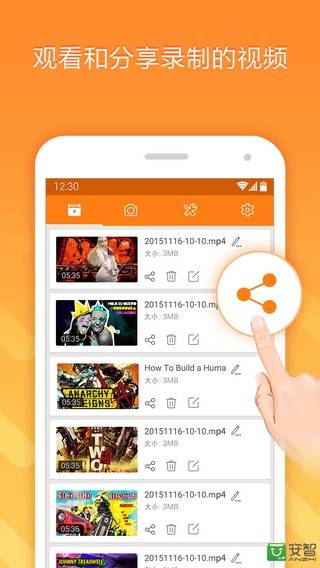 观看和分享录制的视频
12:30
20151116-10-10.mp4
大小: 3MB
05:35
20151116-10-10.mp4
大小: 3MB
05:35
How To Build a Huma
大小: 3MB
ANARCHY
REIGNS
05:35
20151116-10-10.mp4
大小: 3MB
TWO
05:35
20151116-10-10.mp4
大小: 3MB
JOHNNY TREADWELL
安智
ANZHI